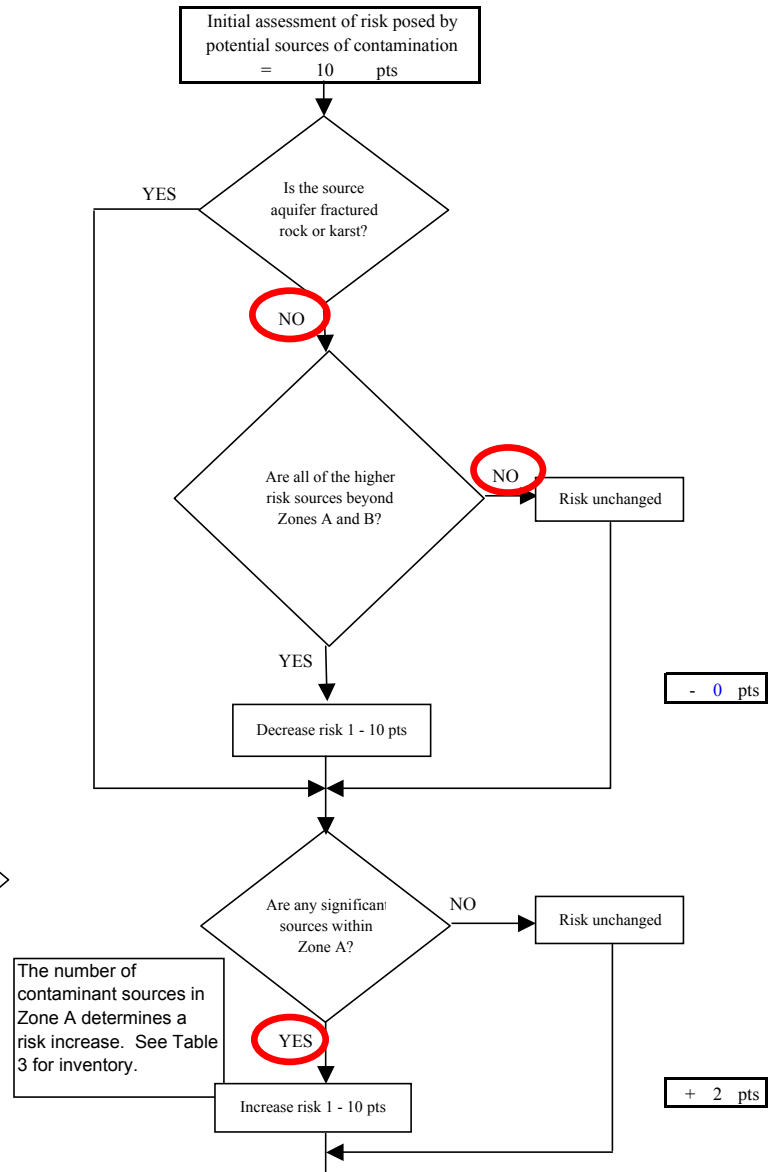 Initial assessment of risk posed by
potential sources of contamination
= 10 pts
YES
Is the source
aquifer fractured
rock or karst?
NO
Are all of the higher
risk sources beyond
Zones A and B?
NO
Risk unchanged
YES
- 0 pts
Decrease risk 1 - 10 pts
Are any significant
sources within
Zone A?
NO
Risk unchanged
The number of
contaminant sources in
Zone A determines a
risk increase. See Table
3 for inventory.
YES
Increase risk 1 - 10 pts
+ 2 pts